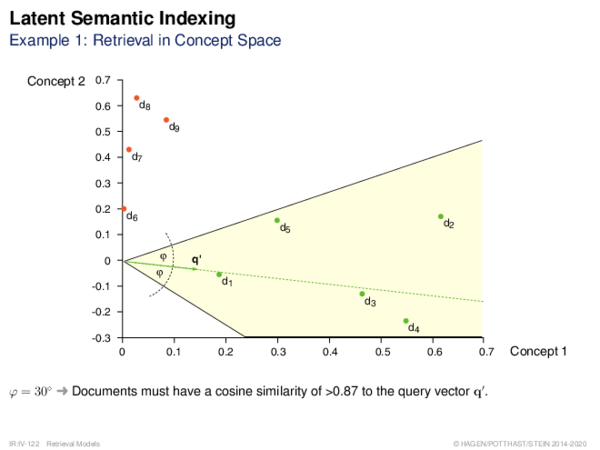 Latent Semantic Indexing
Example 1: Retrieval in Concept Space
Concept 2
0.7
0.6
0.5
0.4
0.3
0.2
0.1
0
-0.1
-0.2
-0.3
d8
d9
d7
d6
d5
d2
φ
q'
φ
d1
d3
d4
0 0.1 0.2 0.3 0.4 0.5 0.6 0.7 Concept 1
φ = 30° ➜ Documents must have a cosine similarity of >0.87 to the query vector q′.
IR:IV-122 Retrieval Models
© HAGEN/POTTHAST/STEIN 2014-2020